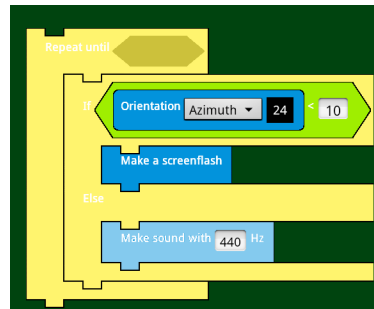 Repeat until
If Orientation Azimuth 24 < 10
Make a screenflash
Else
Make sound with 440 Hz